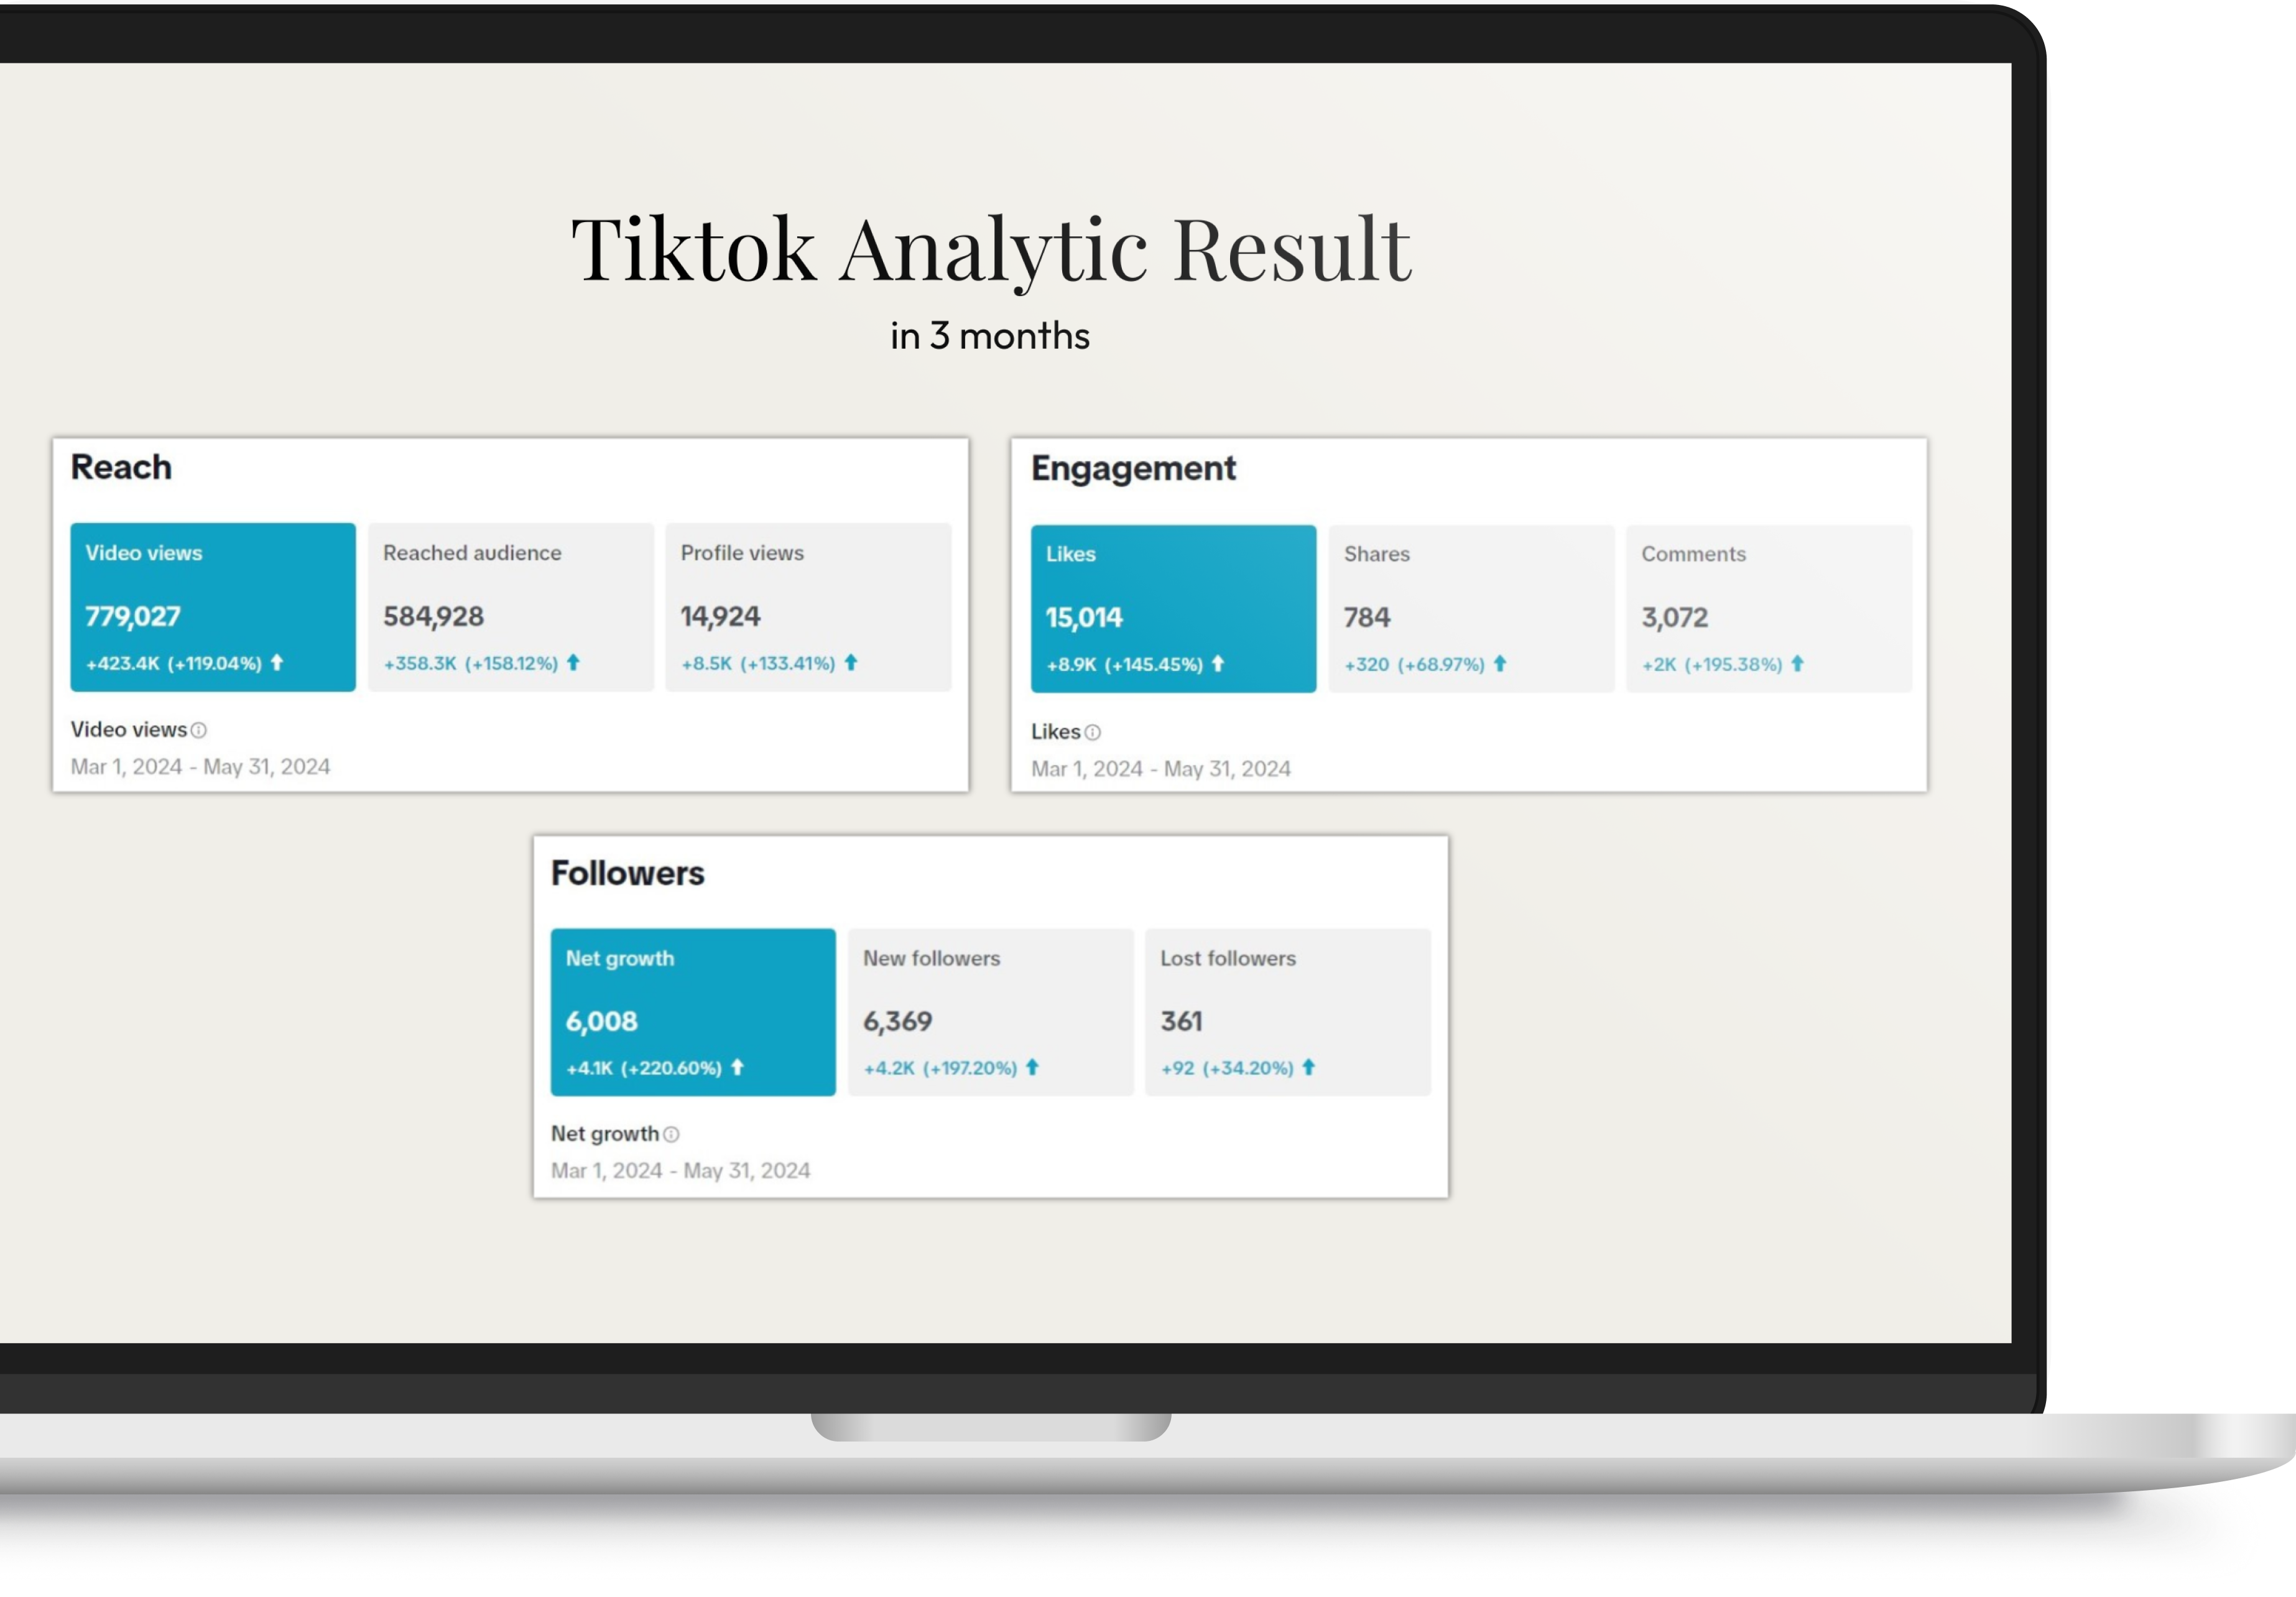 Tiktok Analytic Result
in 3 months
Reach
Video views
779,027
+423.4K (+119.04%)
Reached audience
584,928
+358.3K (+158.12%)
Profile views
14,924
+8.5K (+133.41%)
Video views
Mar 1, 2024 - May 31, 2024
Engagement
Likes
15,014
+8.9K (+145.45%)
Shares
784
+320 (+68.97%)
Comments
3,072
+2K (+195.38%)
Likes
Mar 1, 2024 - May 31, 2024
Followers
Net growth
6,008
+4.1K (+220.60%)
New followers
6,369
+4.2K (+197.20%)
Lost followers
361
+92 (+34.20%)
Net growth
Mar 1, 2024 - May 31, 2024